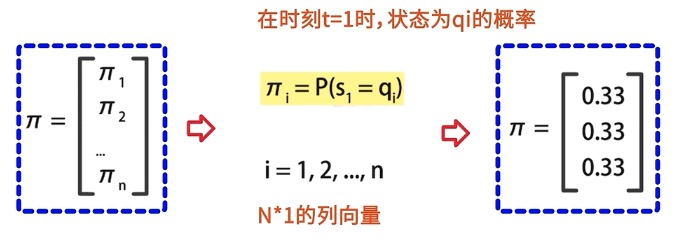 在时刻t=1时,状态为qi的概率
π = [π1 π2 ... πn]
πi = P(s1 = qi)
i = 1, 2, ..., n
N*1的列向量
π = [0.33 0.33 0.33]